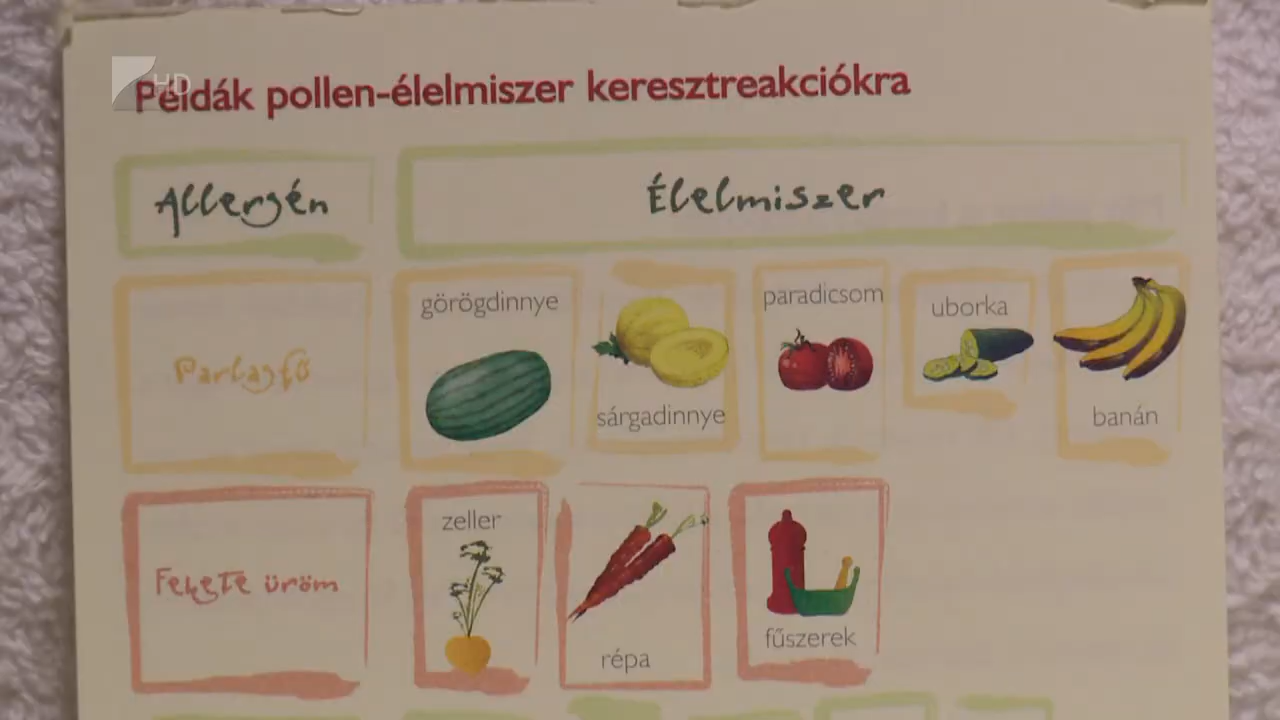 HD
Példák pollen-élelmiszer keresztreakciókra
Allergén
Élelmiszer
Parlagfű
görögdinnye
sárgadinnye
paradicsom
uborka
banán
Fekete üröm
zeller
répa
fűszerek